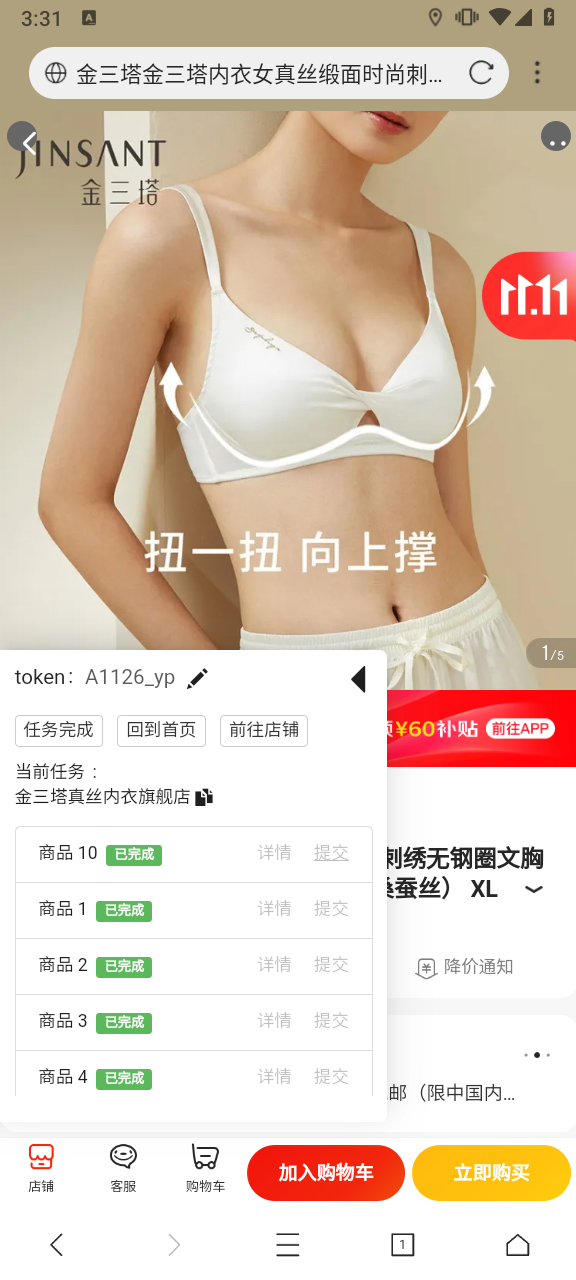 3:31
金三塔金三塔内衣女真丝缎面时尚刺...
JINSANT
金三塔
11.11
扭一扭 向上撑
1/5
token: A1126_yp
¥60补贴 前往APP
任务完成 回到首页 前往店铺
当前任务：
金三塔真丝内衣旗舰店
商品 10 已完成 详情 提交
刺绣无钢圈文胸
商品 1 已完成 详情 提交
蚕丝） XL
商品 2 已完成 详情 提交
降价通知
商品 3 已完成 详情 提交
商品 4 已完成 详情 提交
邮（限中国内...
店铺 客服 购物车 加入购物车 立即购买
1